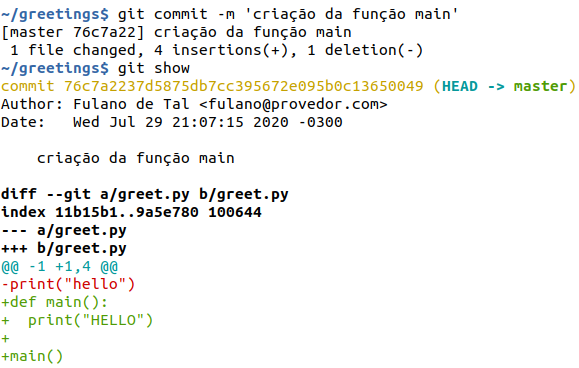 ~/greetings$ git commit -m 'criação da função main'
[master 76c7a22] criação da função main
 1 file changed, 4 insertions(+), 1 deletion(-)
~/greetings$ git show
commit 76c7a2237d5875db7cc395672e095b0c13650049 (HEAD -> master)
Author: Fulano de Tal <fulano@provedor.com>
Date:   Wed Jul 29 21:07:15 2020 -0300

    criação da função main

diff --git a/greet.py b/greet.py
index 11b15b1..9a5e780 100644
--- a/greet.py
+++ b/greet.py
@@ -1 +1,4 @@
-print("hello")
+def main():
+  print("HELLO")
+
+main()